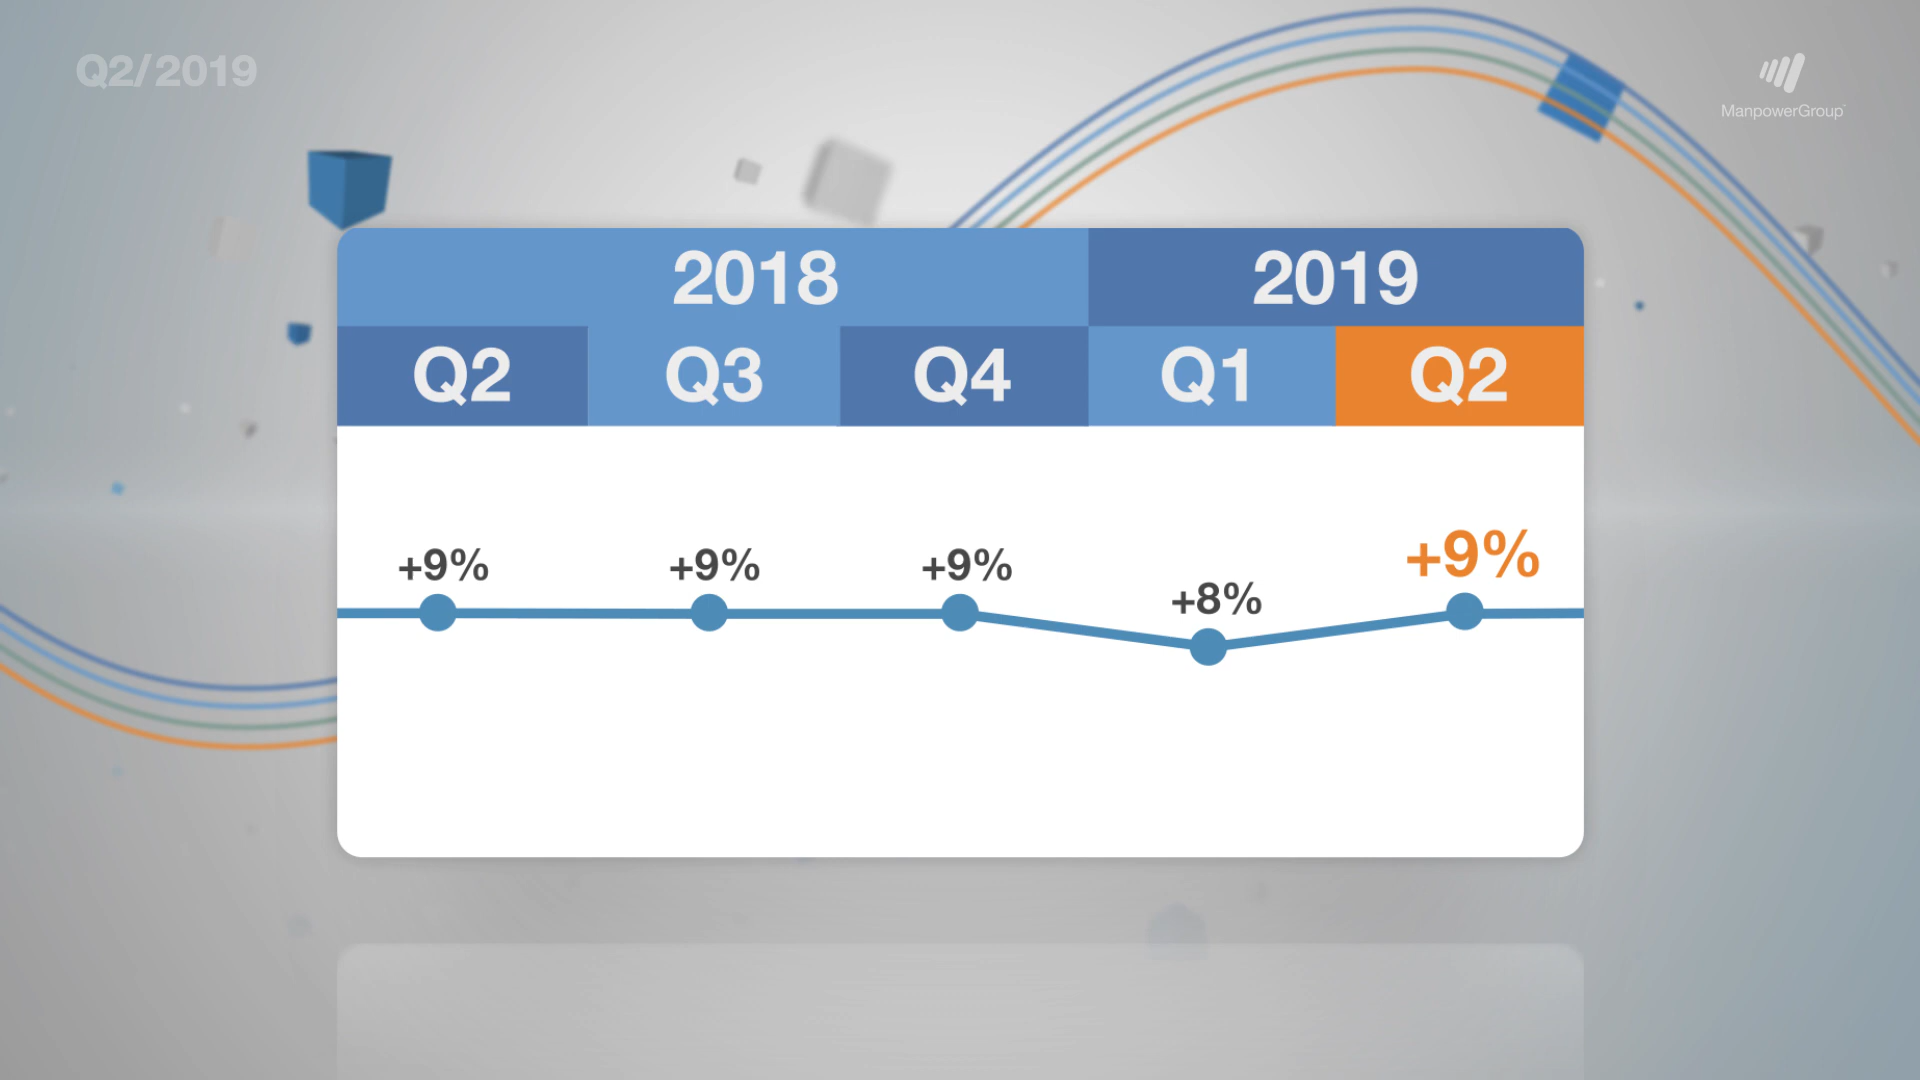 Q2/2019
ManpowerGroup
2018 2019
Q2 Q3 Q4 Q1 Q2
+9% +9% +9% +8% +9%